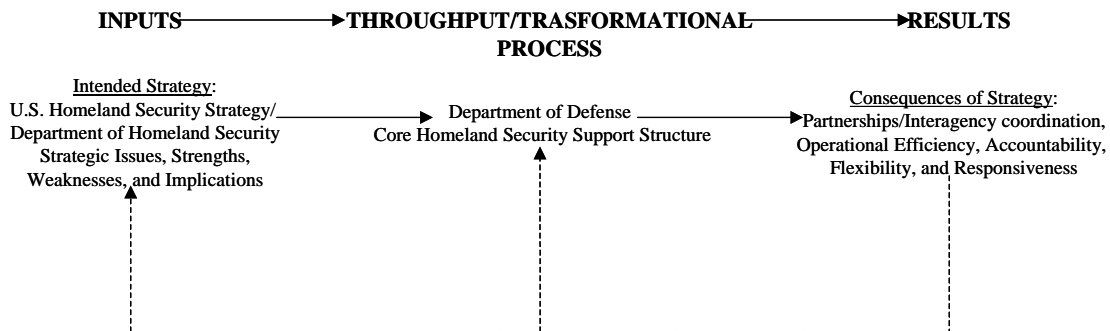 INPUTS THROUGHPUT/TRASFORMATIONAL RESULTS
PROCESS
Intended Strategy:
U.S. Homeland Security Strategy/
Department of Homeland Security
Strategic Issues, Strengths,
Weaknesses, and Implications
Department of Defense
Core Homeland Security Support Structure
Consequences of Strategy:
Partnerships/Interagency coordination,
Operational Efficiency, Accountability,
Flexibility, and Responsiveness